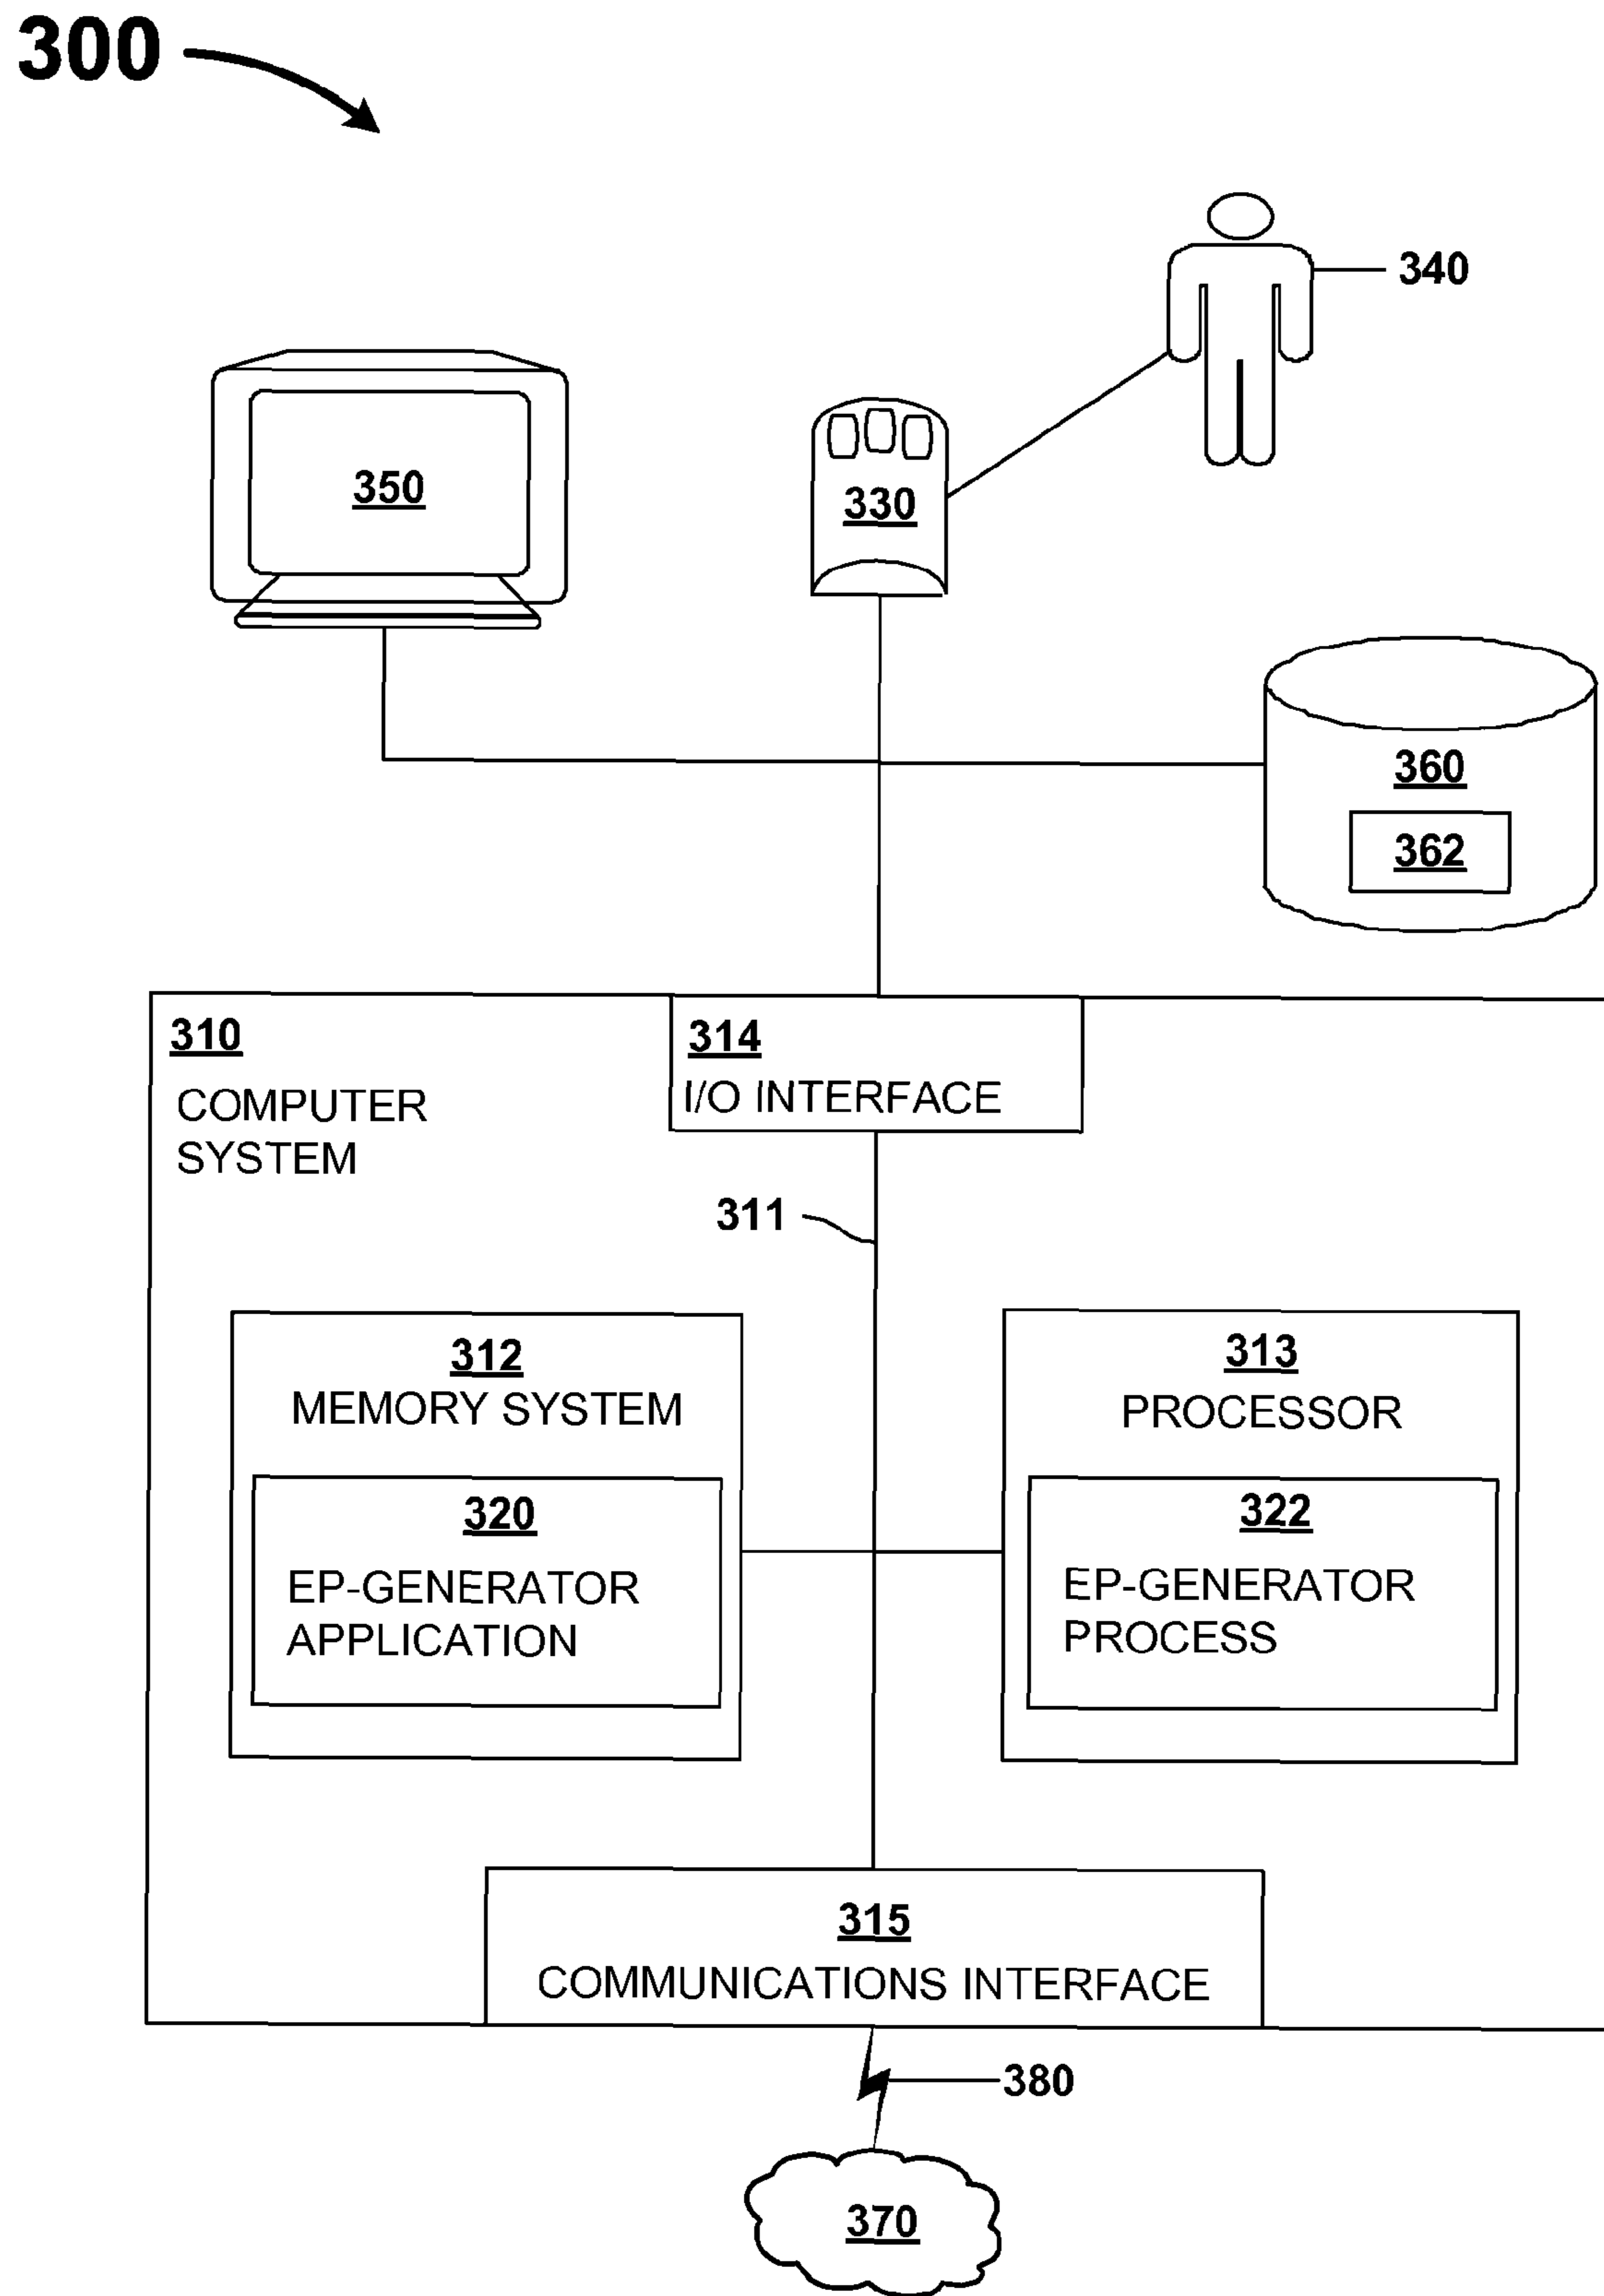 300
340
350
330
360
362
310
COMPUTER
SYSTEM
314
I/O INTERFACE
311
312
MEMORY SYSTEM
313
PROCESSOR
320
EP-GENERATOR
APPLICATION
322
EP-GENERATOR
PROCESS
315
COMMUNICATIONS INTERFACE
380
370